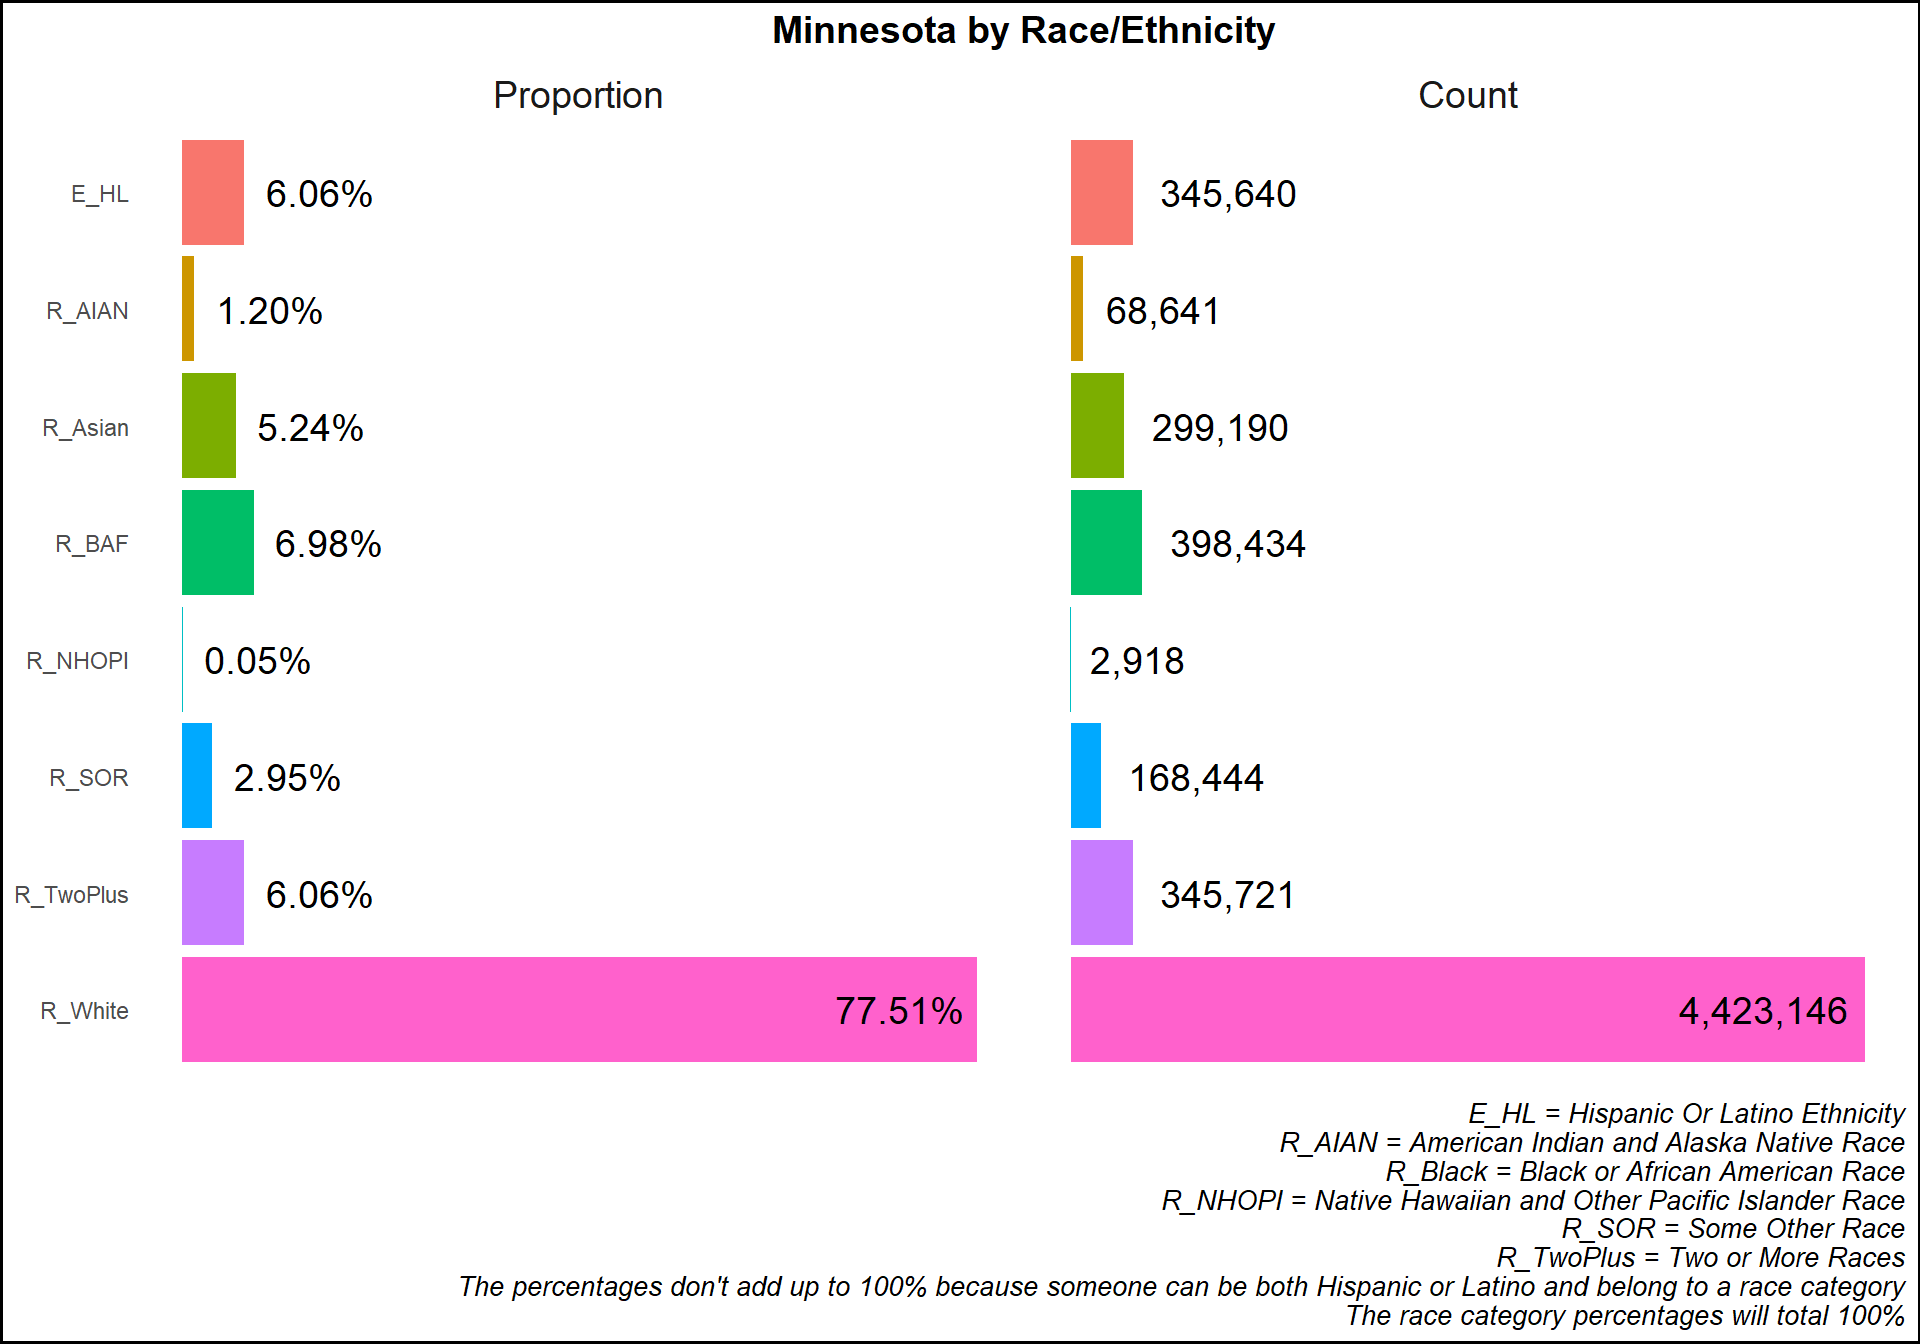 Minnesota by Race/Ethnicity
Proportion Count
E_HL 6.06% 345,640
R_AIAN 1.20% 68,641
R_Asian 5.24% 299,190
R_BAF 6.98% 398,434
R_NHOPI 0.05% 2,918
R_SOR 2.95% 168,444
R_TwoPlus 6.06% 345,721
R_White 77.51% 4,423,146
E_HL = Hispanic Or Latino Ethnicity
R_AIAN = American Indian and Alaska Native Race
R_Black = Black or African American Race
R_NHOPI = Native Hawaiian and Other Pacific Islander Race
R_SOR = Some Other Race
R_TwoPlus = Two or More Races
The percentages don't add up to 100% because someone can be both Hispanic or Latino and belong to a race category
The race category percentages will total 100%